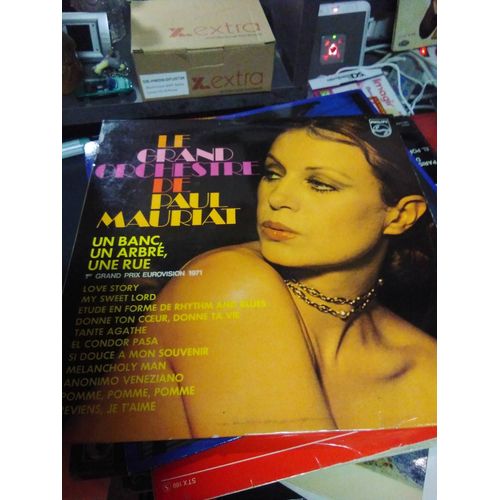 extra
extra
PHILIPS
LE
GRAND
ORCHESTRE
DE
PAUL
MAURIAT
UN BANC,
UN ARBRE,
UNE RUE
1er GRAND PRIX EUROVISION 1971
LOVE STORY
MY SWEET LORD
ETUDE EN FORME DE RHYTHM AND BLUES
DONNE TON CŒUR, DONNE TA VIE
TANTE AGATHE
EL CONDOR PASA
SI DOUCE A MON SOUVENIR
MELANCHOLY MAN
ANONIMO VENEZIANO
POMME, POMME, POMME
REVIENS, JE T'AIME
STX 169